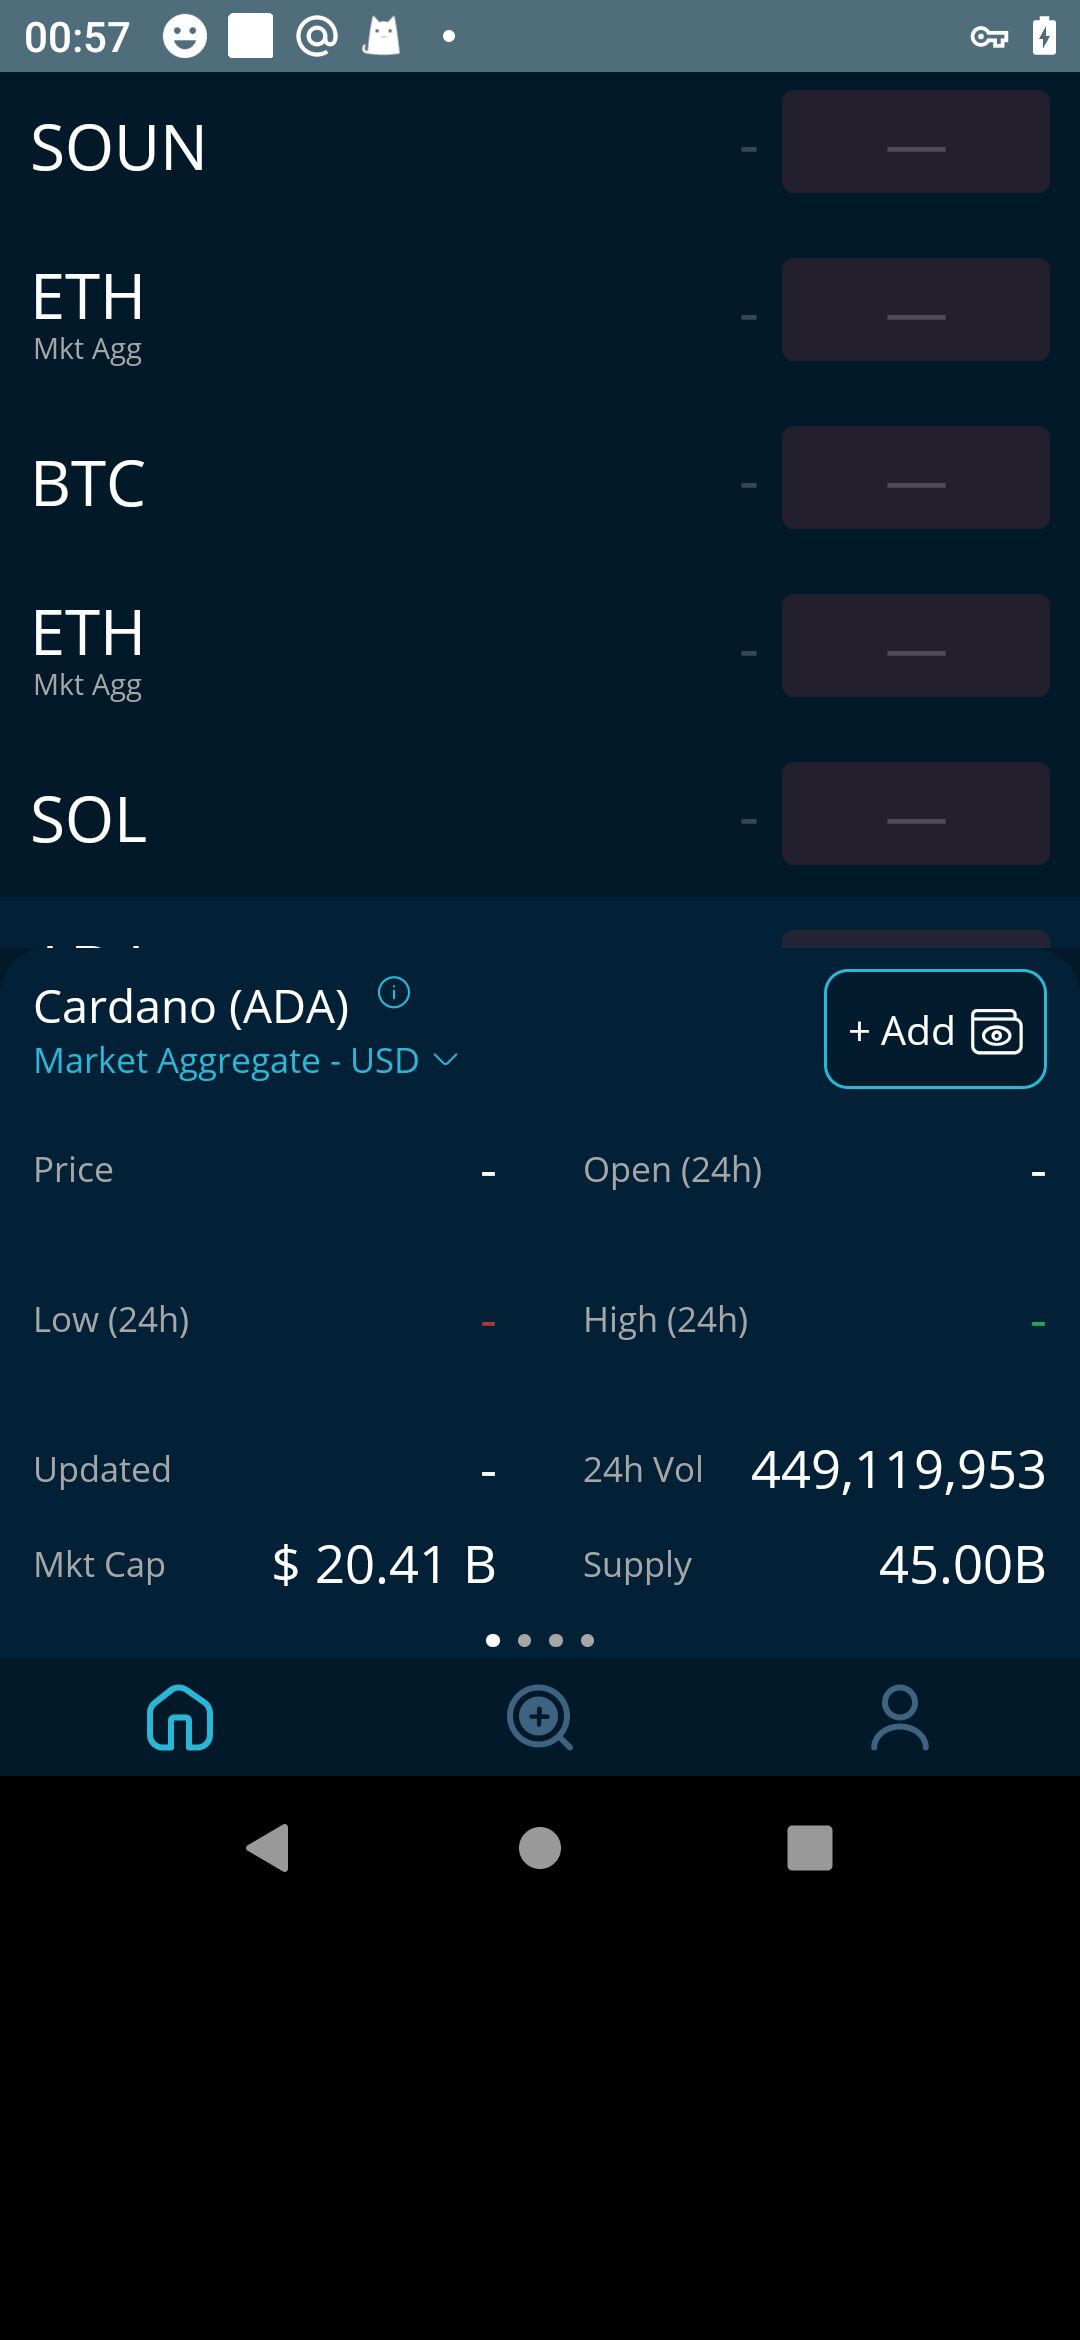 00:57
SOUN - —
ETH - —
Mkt Agg
BTC - —
ETH - —
Mkt Agg
SOL - —
Cardano (ADA)
+ Add
Market Aggregate - USD
Price - Open (24h) -
Low (24h) - High (24h) -
Updated - 24h Vol 449,119,953
Mkt Cap $ 20.41 B Supply 45.00B